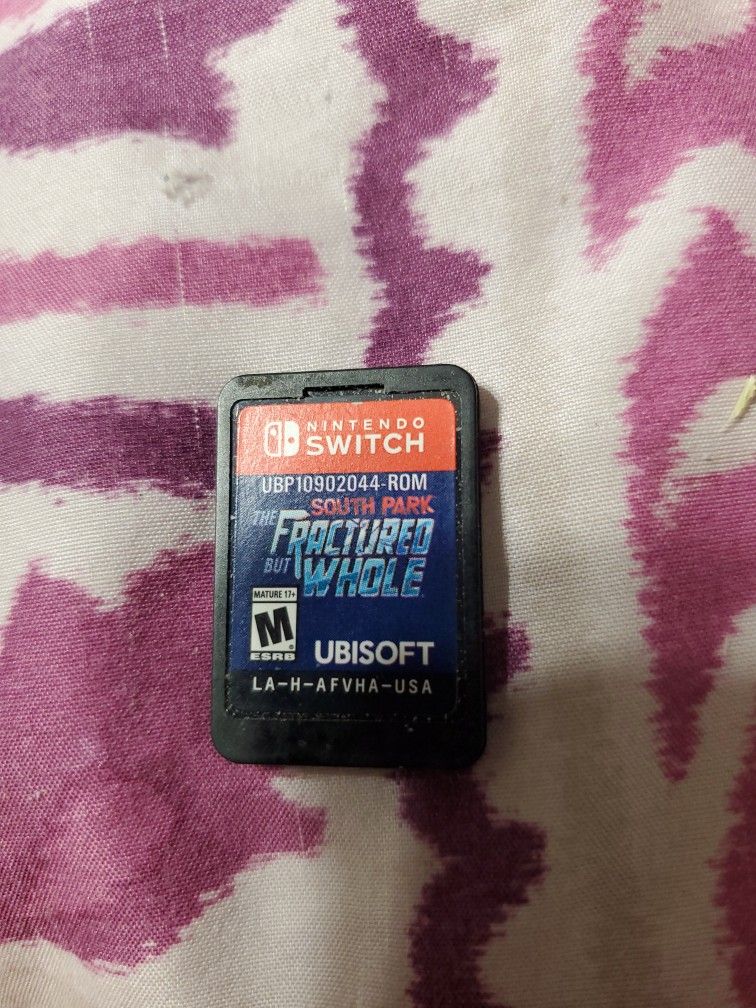 NINTENDO
SWITCH
UBP10902044-ROM
SOUTH PARK
THE FRACTURED
BUT WHOLE
MATURE 17+
M
ESRB
UBISOFT
LA-H-AFVHA-USA